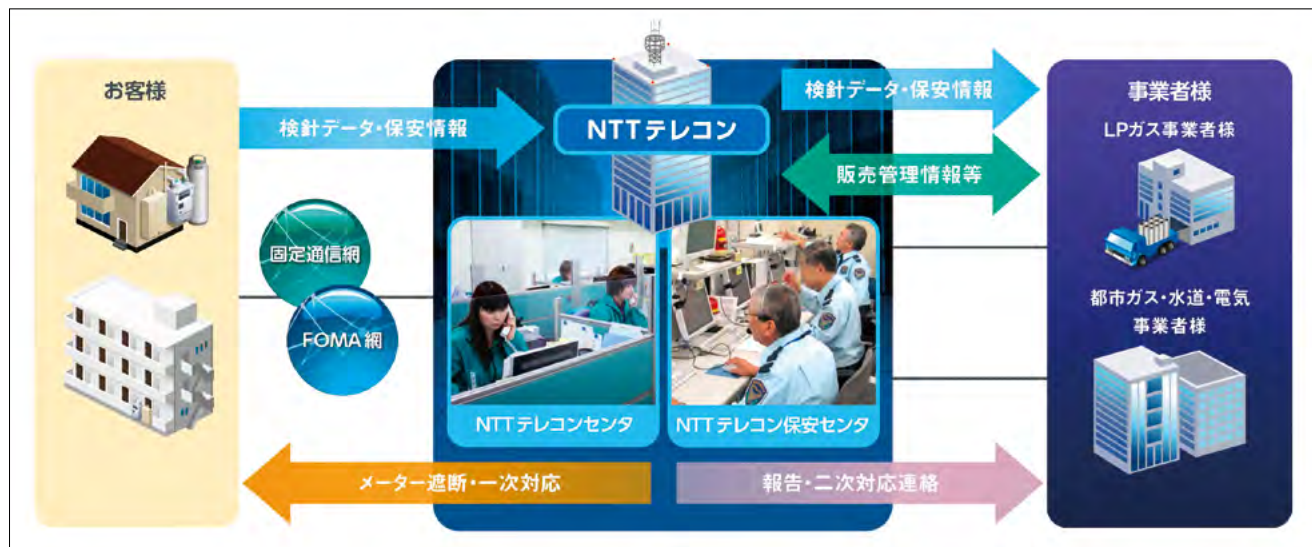 お客様
検針データ・保安情報
固定通信網
FOMA網
NTTテレコン
検針データ・保安情報
販売管理情報等
事業者様
LPガス事業者様
都市ガス・水道・電気
事業者様
NTTテレコンセンタ
NTTテレコン保安センタ
メーター遮断・一次対応
報告・二次対応連絡